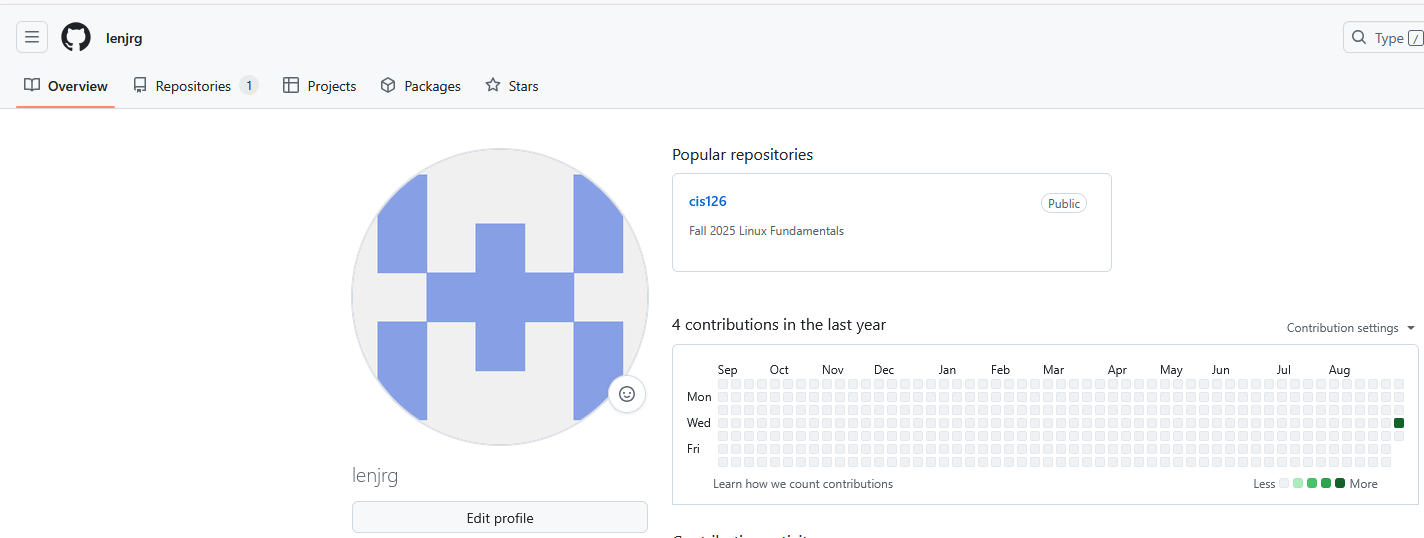 lenjrg
Type /
Overview
Repositories 1
Projects
Packages
Stars
Popular repositories
cis126
Public
Fall 2025 Linux Fundamentals
4 contributions in the last year
Contribution settings
Sep Oct Nov Dec Jan Feb Mar Apr May Jun Jul Aug
Mon
Wed
Fri
Learn how we count contributions
Less More
lenjrg
Edit profile